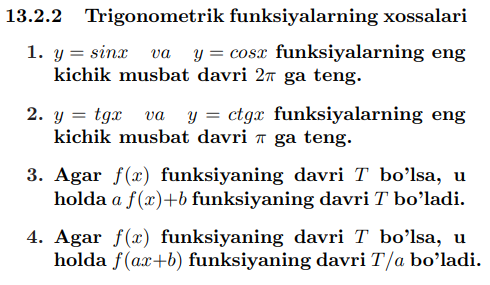 13.2.2 Trigonometrik funksiyalarning xossalari
1. y = sinx va y = cosx funksiyalarning eng
kichik musbat davri 2π ga teng.
2. y = tgx va y = ctgx funksiyalarning eng
kichik musbat davri π ga teng.
3. Agar f(x) funksiyaning davri T bo’lsa, u
holda a f(x)+b funksiyaning davri T bo’ladi.
4. Agar f(x) funksiyaning davri T bo’lsa, u
holda f(ax+b) funksiyaning davri T/a bo’ladi.